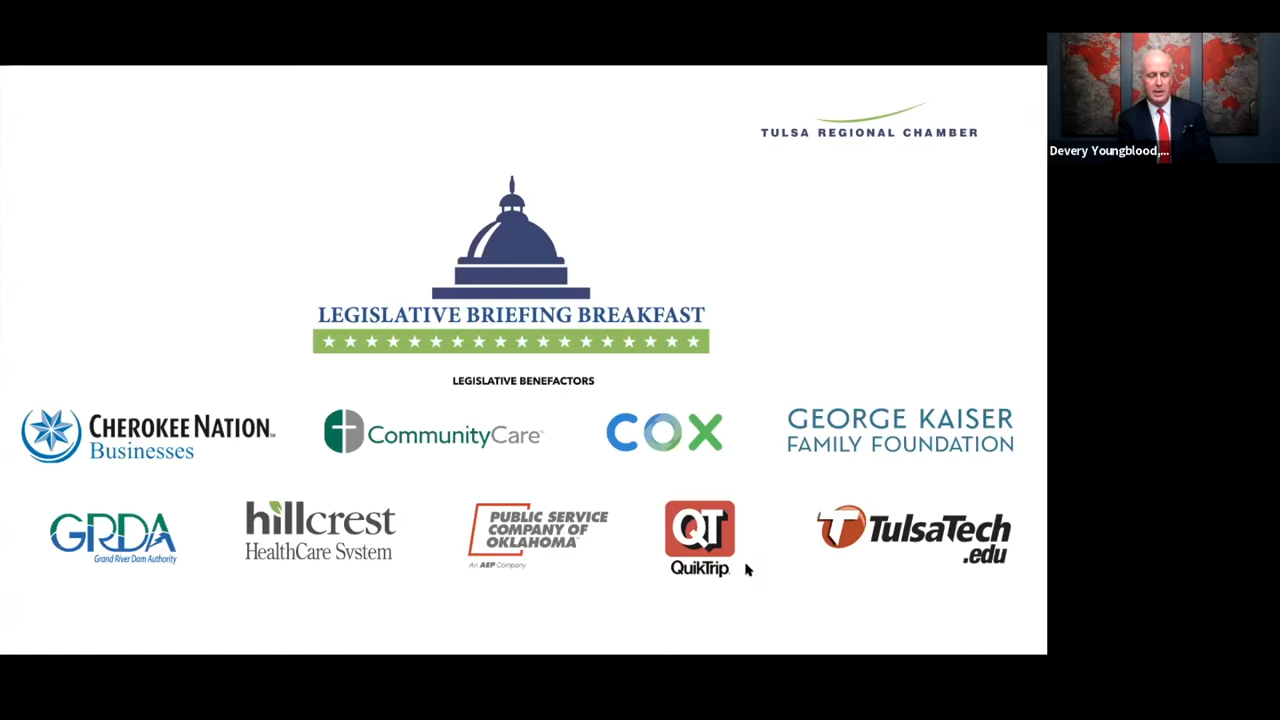 TULSA REGIONAL CHAMBER
Devery Youngblood,...
LEGISLATIVE BRIEFING BREAKFAST
LEGISLATIVE BENEFACTORS
CHEROKEE NATION™
Businesses
CommunityCare
COX
GEORGE KAISER
FAMILY FOUNDATION
GRDA
Grand River Dam Authority
hillcrest
HealthCare System
PUBLIC SERVICE
COMPANY OF
OKLAHOMA
An AEP Company
QT
QuikTrip
T TulsaTech
.edu